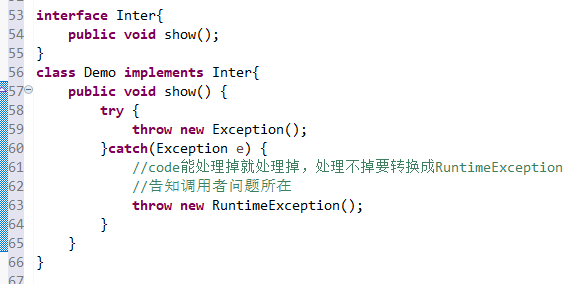 53 interface Inter{
54     public void show();
55 }
56 class Demo implements Inter{
57     public void show() {
58         try {
59             throw new Exception();
60         }catch(Exception e) {
61             //code能处理掉就处理掉，处理不掉要转换成RuntimeException
62             //告知调用者问题所在
63             throw new RuntimeException();
64         }
65     }
66 }
67